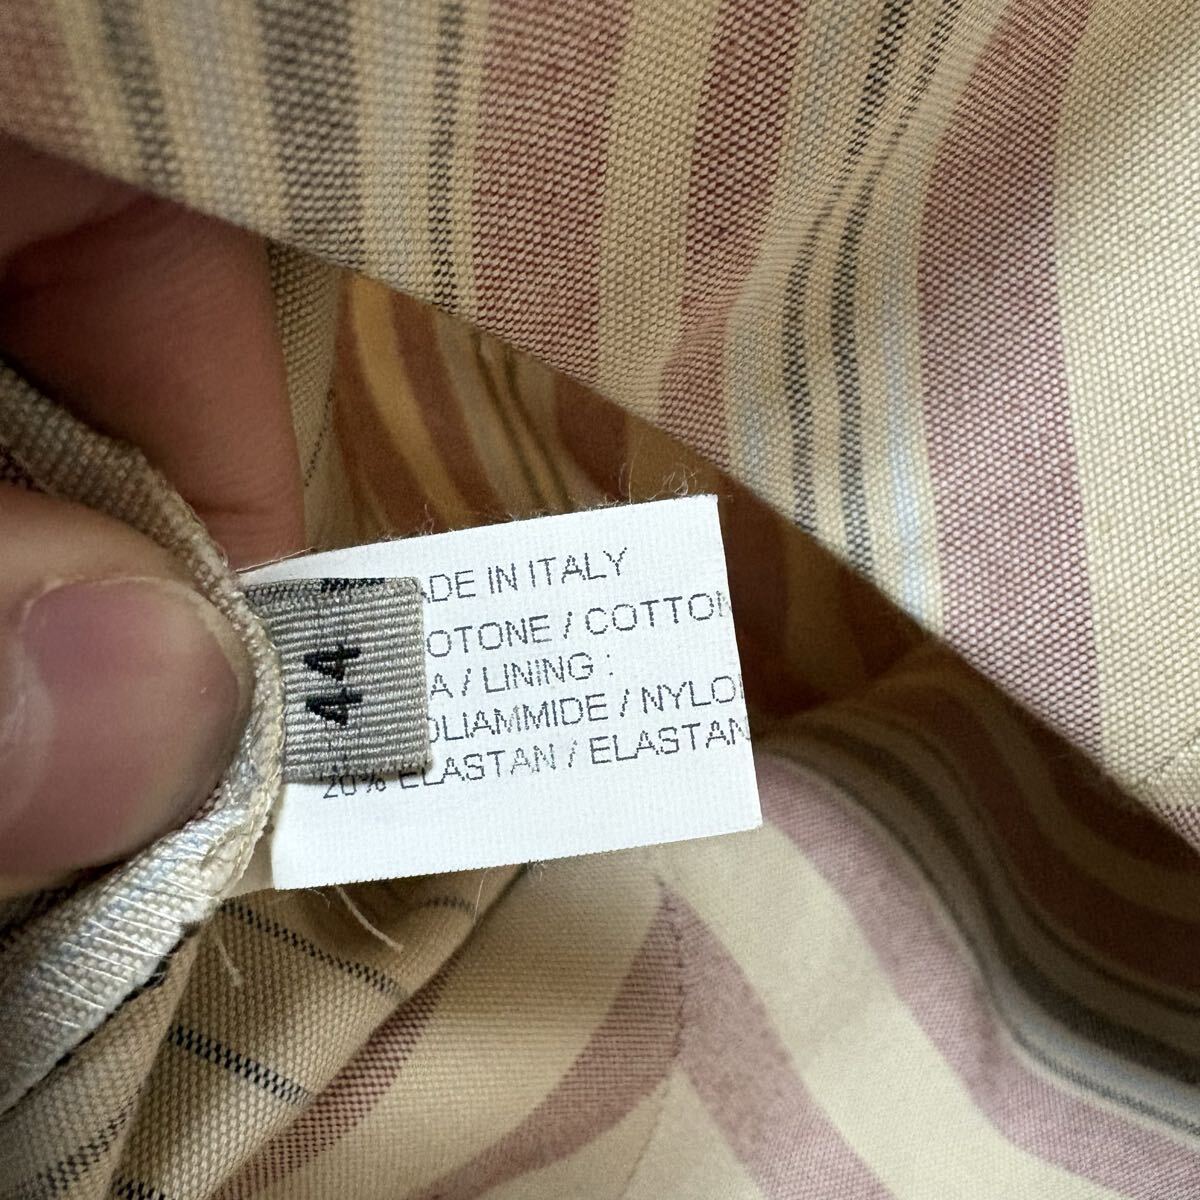 ADE IN ITALY
OTONE / COTTON
A / LINING :
OLIAMMIDE / NYLO
20% ELASTAN / ELASTAN
44